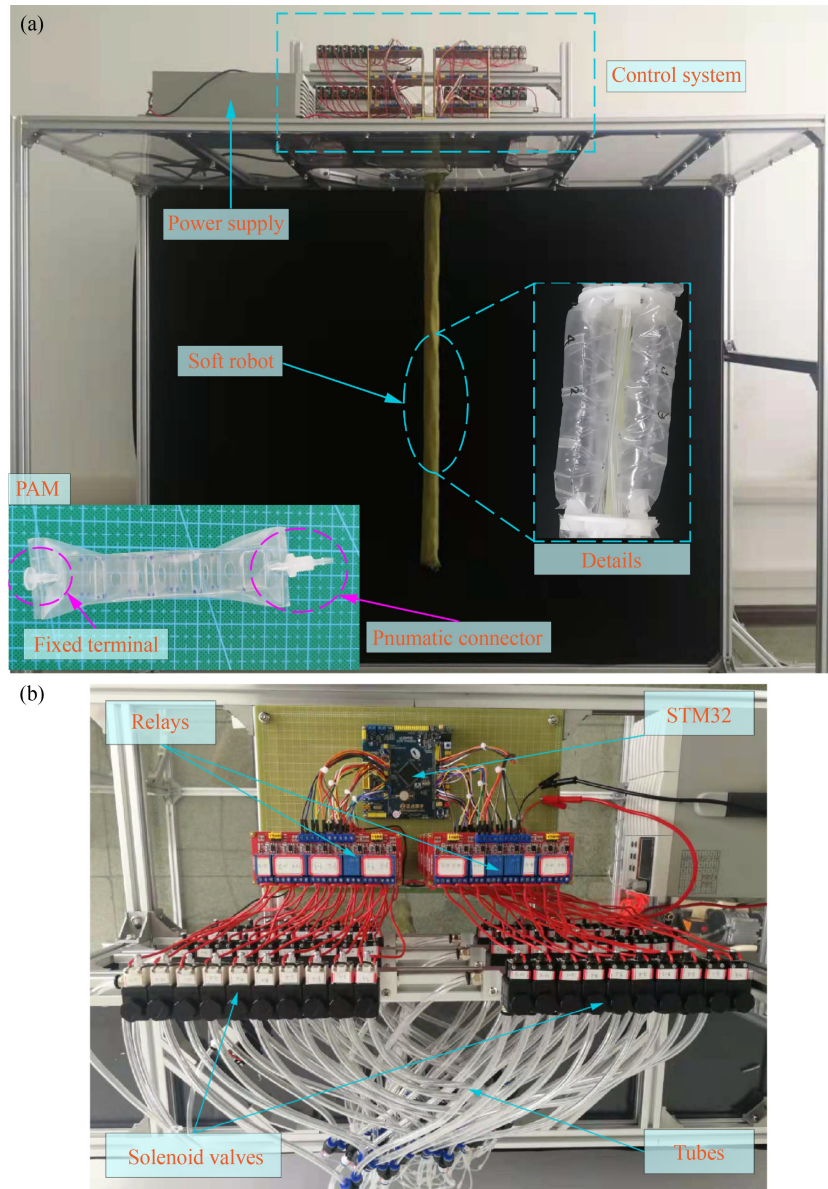 (a)
Control system
Power supply
Soft robot
PAM
Details
Fixed terminal
Pnumatic connector
(b)
Relays
STM32
Solenoid valves
Tubes